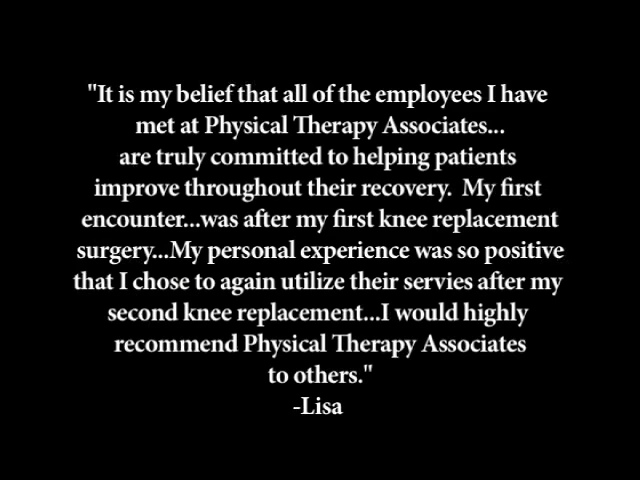 "It is my belief that all of the employees I have
met at Physical Therapy Associates...
are truly committed to helping patients
improve throughout their recovery.  My first
encounter...was after my first knee replacement
surgery...My personal experience was so positive
that I chose to again utilize their servies after my
second knee replacement...I would highly
recommend Physical Therapy Associates
to others."
-Lisa